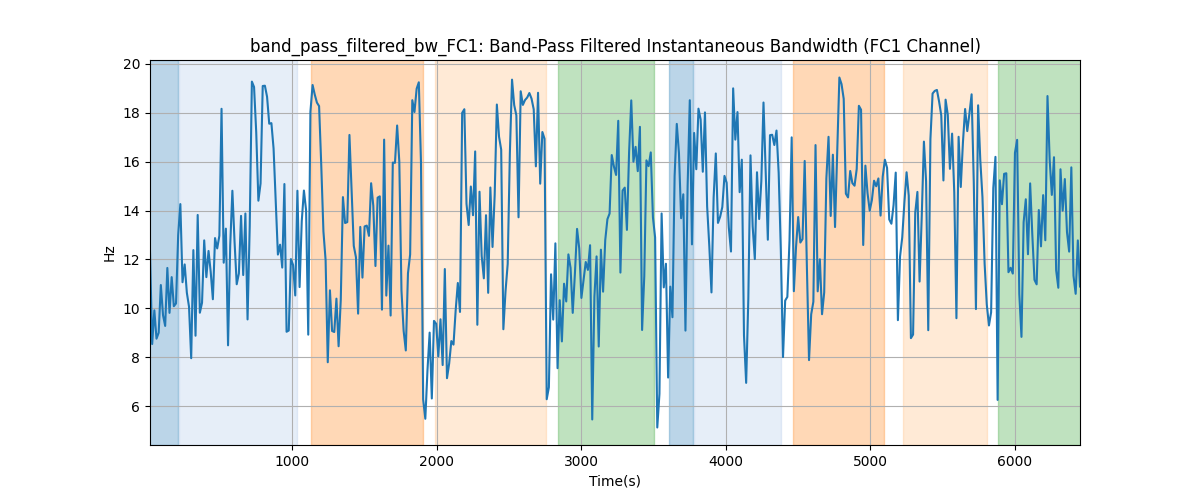 band_pass_filtered_bw_FC1: Band-Pass Filtered Instantaneous Bandwidth (FC1 Channel)
20
18
16
14
12
10
8
6
Hz
1000 2000 3000 4000 5000 6000
Time(s)